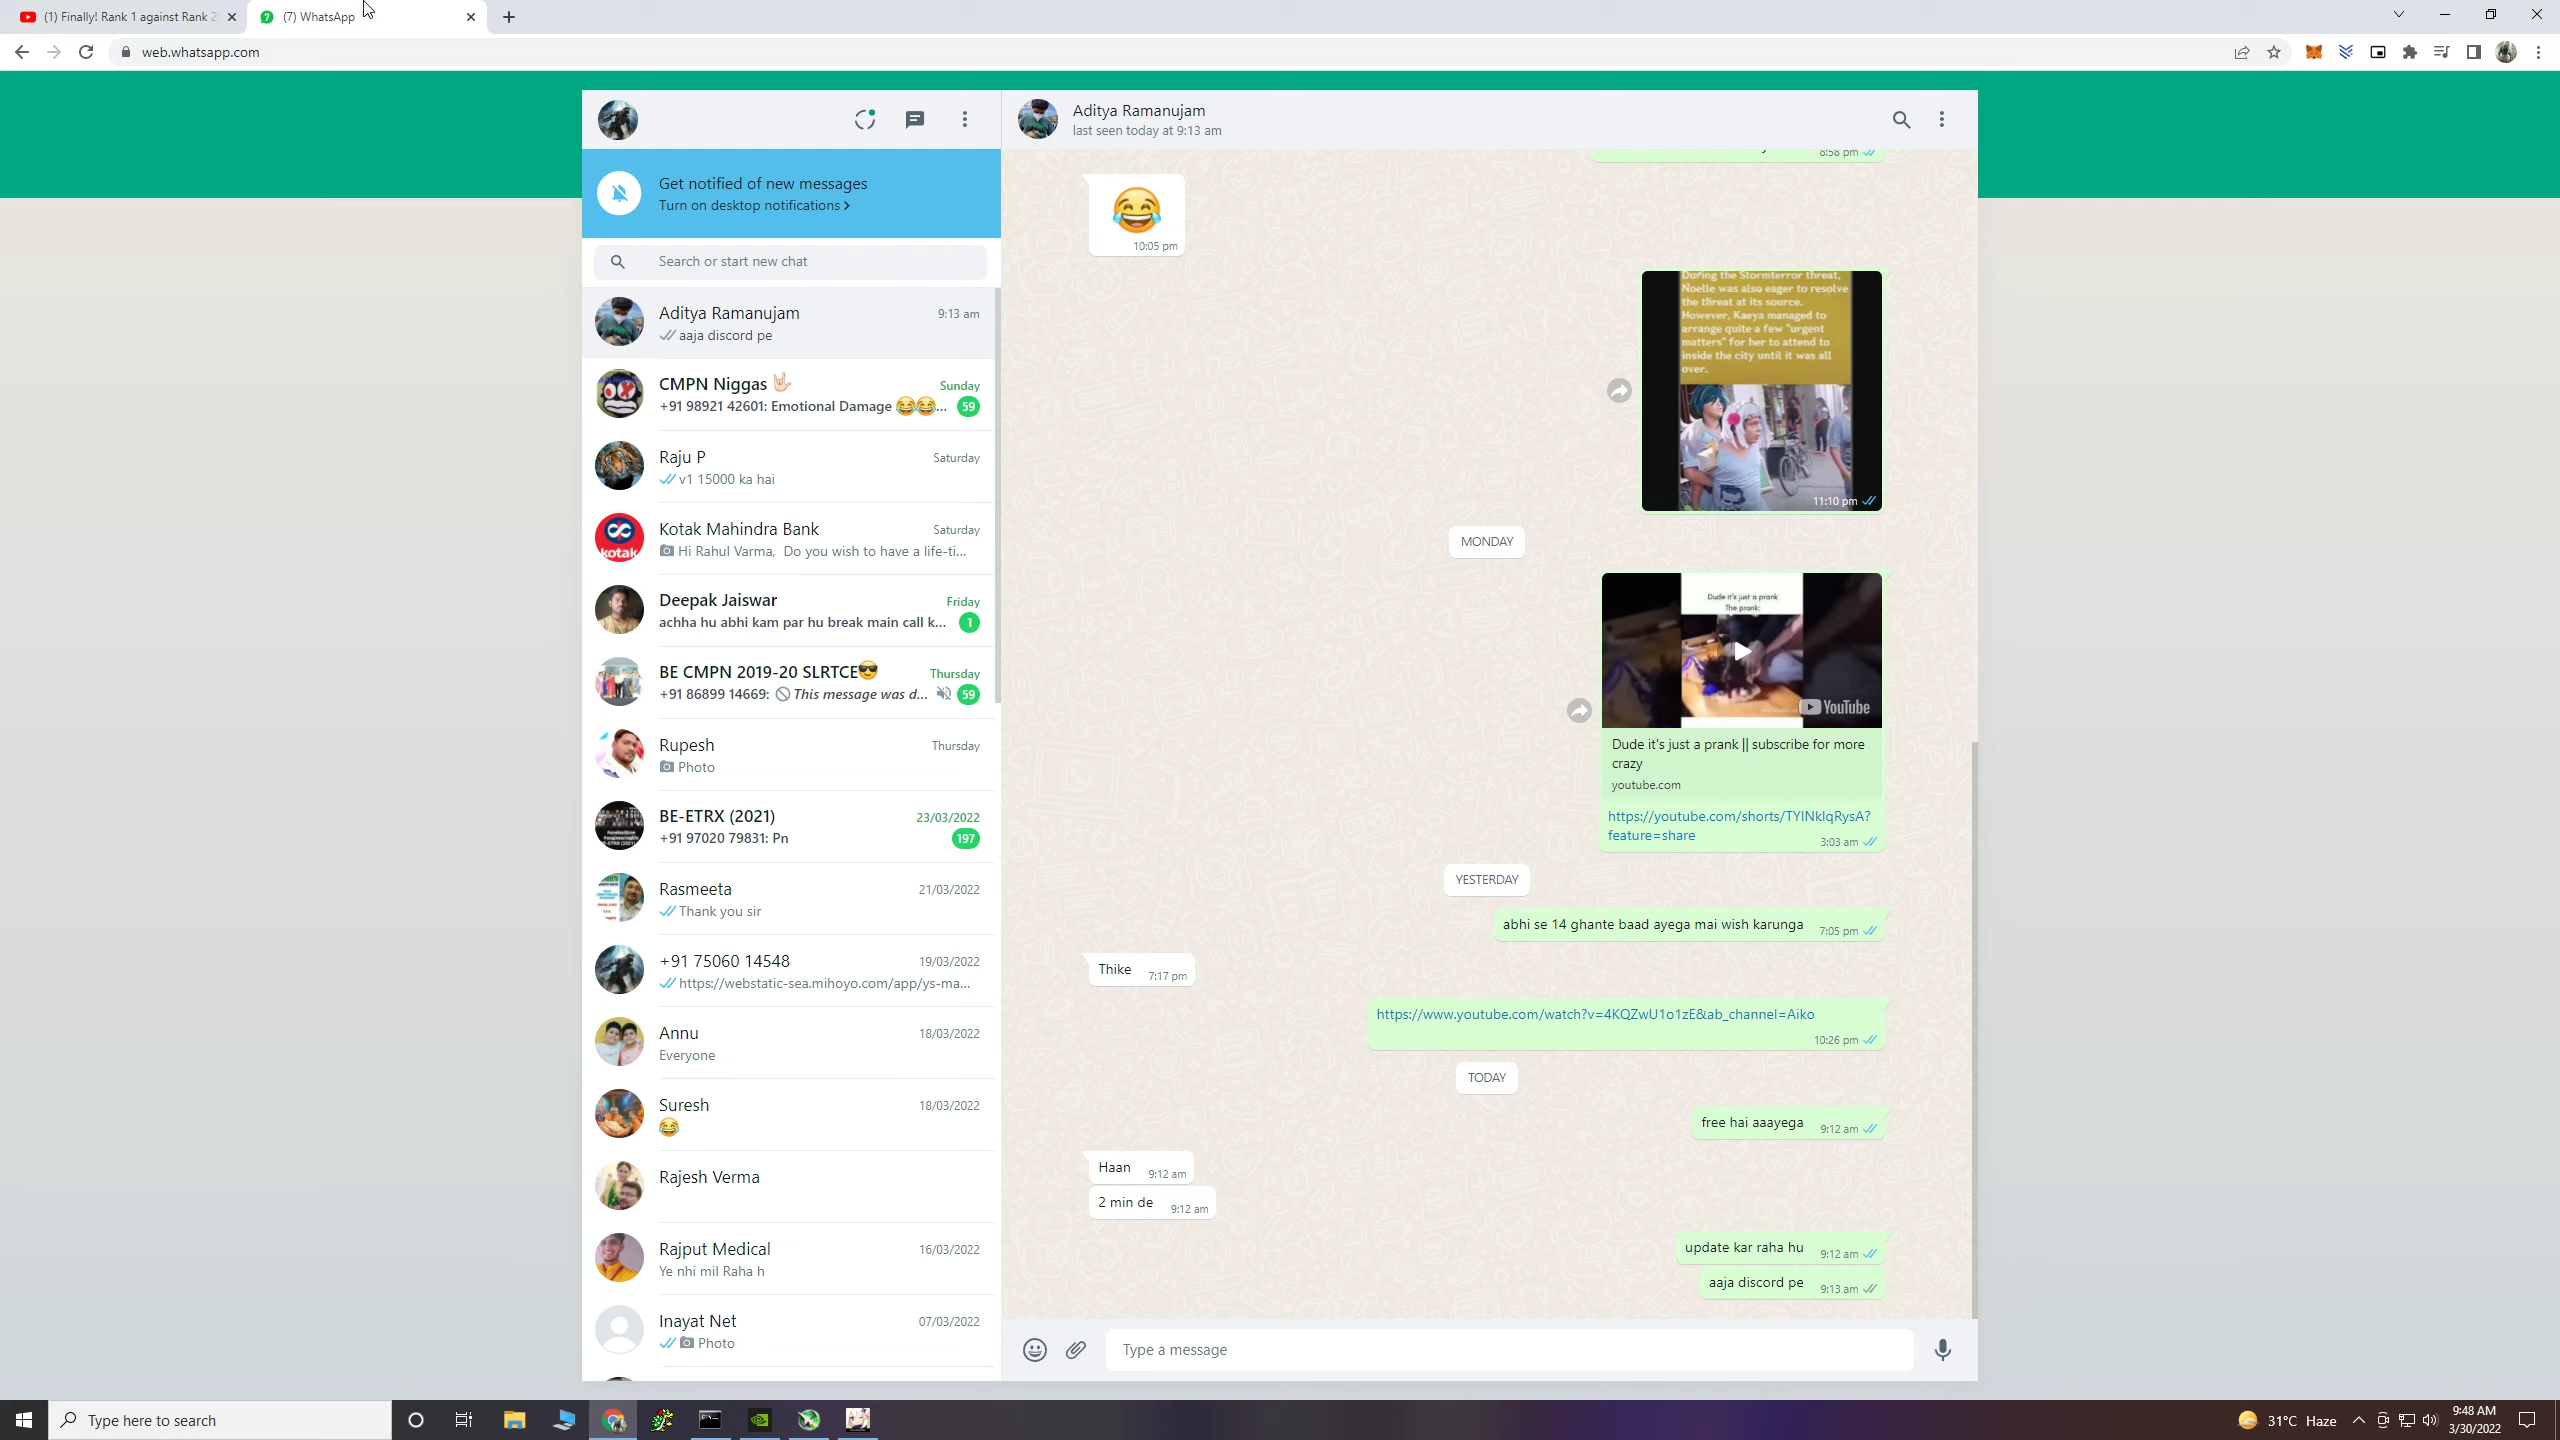 (1) Finally! Rank 1 against Rank 2
(7) WhatsApp
web.whatsapp.com
Get notified of new messages
Turn on desktop notifications >
Search or start new chat
Aditya Ramanujam 9:13 am
aaja discord pe
CMPN Niggas 🤟🏻 Sunday
+91 98921 42601: Emotional Damage 😂😂... 59
Raju P Saturday
v1 15000 ka hai
kotak
Kotak Mahindra Bank Saturday
Hi Rahul Varma, Do you wish to have a life-ti...
Deepak Jaiswar Friday
achha hu abhi kam par hu break main call k... 1
BE CMPN 2019-20 SLRTCE😎 Thursday
+91 86899 14669: This message was d... 59
Rupesh Thursday
Photo
BE-ETRX (2021) 23/03/2022
+91 97020 79831: Pn 197
Rasmeeta 21/03/2022
Thank you sir
+91 75060 14548 19/03/2022
https://webstatic-sea.mihoyo.com/app/ys-ma...
Annu 18/03/2022
Everyone
Suresh 18/03/2022
😂
Rajesh Verma
Rajput Medical 16/03/2022
Ye nhi mil Raha h
Inayat Net 07/03/2022
Photo
Aditya Ramanujam
last seen today at 9:13 am
8:58 pm
😂
10:05 pm
During the Stormterror threat,
Noelle was also eager to resolve
the threat at its source.
However, Kaeya managed to
arrange quite a few "urgent
matters" for her to attend to
inside the city until it was all
over.
11:10 pm
MONDAY
Dude it's just a prank
The prank:
YouTube
Dude it's just a prank || subscribe for more
crazy
youtube.com
https://youtube.com/shorts/TYlNklqRysA?
feature=share
3:03 am
YESTERDAY
abhi se 14 ghante baad ayega mai wish karunga 7:05 pm
Thike 7:17 pm
https://www.youtube.com/watch?v=4KQZwU1o1zE&ab_channel=Aiko
10:26 pm
TODAY
free hai aaayega 9:12 am
Haan 9:12 am
2 min de 9:12 am
update kar raha hu 9:12 am
aaja discord pe 9:13 am
Type a message
Type here to search
31°C Haze
9:48 AM
3/30/2022